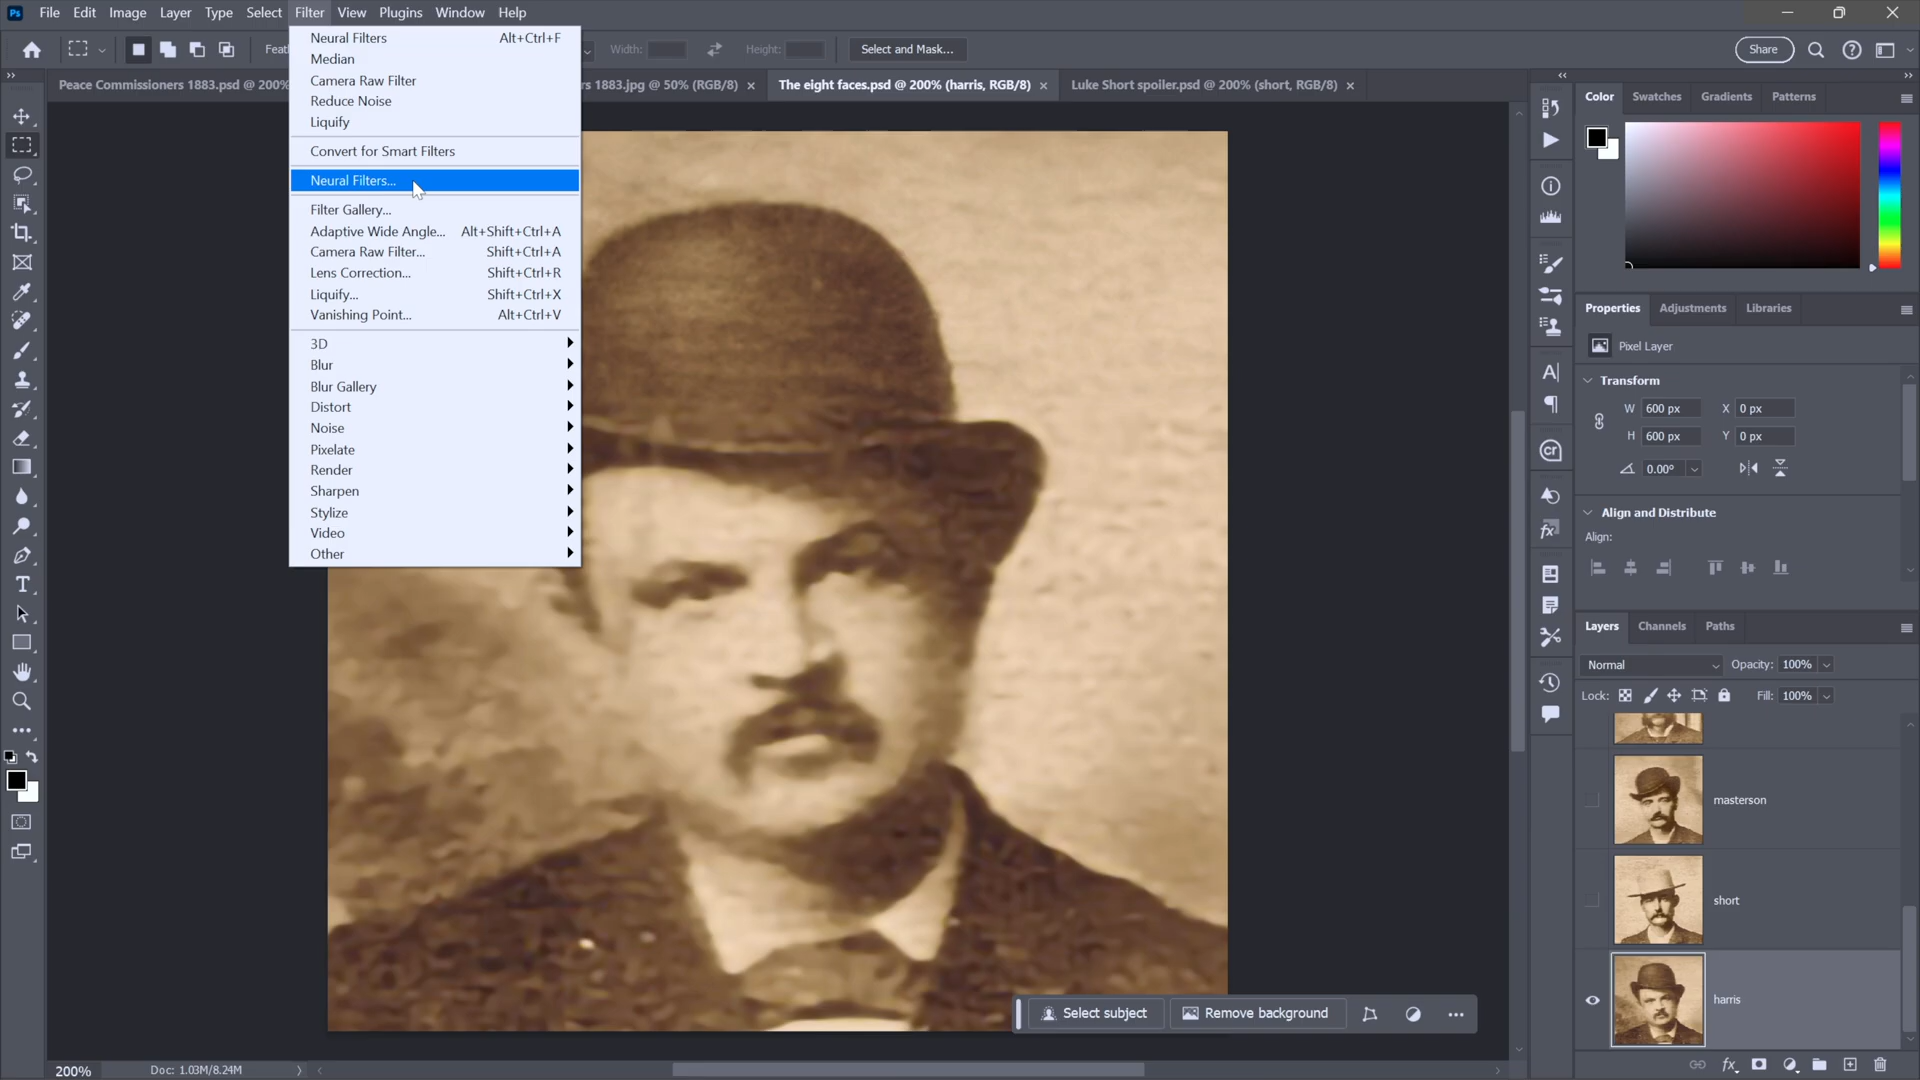 Ps File Edit Image Layer Type Select Filter View Plugins Window Help
Select and Mask...
Width:
Height:
Share
Peace Commissioners 1883.psd @ 200%
rs 1883.jpg @ 50% (RGB/8) ×
The eight faces.psd @ 200% (harris, RGB/8) ×
Luke Short spoiler.psd @ 200% (short, RGB/8) ×
Neural Filters Alt+Ctrl+F
Median
Camera Raw Filter
Reduce Noise
Liquify
Convert for Smart Filters
Neural Filters...
Filter Gallery...
Adaptive Wide Angle... Alt+Shift+Ctrl+A
Camera Raw Filter... Shift+Ctrl+A
Lens Correction... Shift+Ctrl+R
Liquify... Shift+Ctrl+X
Vanishing Point... Alt+Ctrl+V
3D
Blur
Blur Gallery
Distort
Noise
Pixelate
Render
Sharpen
Stylize
Video
Other
Select subject
Remove background
200%
Doc: 1.03M/8.24M
Color Swatches Gradients Patterns
Properties Adjustments Libraries
Pixel Layer
Transform
W 600 px X 0 px
H 600 px Y 0 px
0.00°
Align and Distribute
Align:
Layers Channels Paths
Normal Opacity: 100%
Lock: Fill: 100%
masterson
short
harris